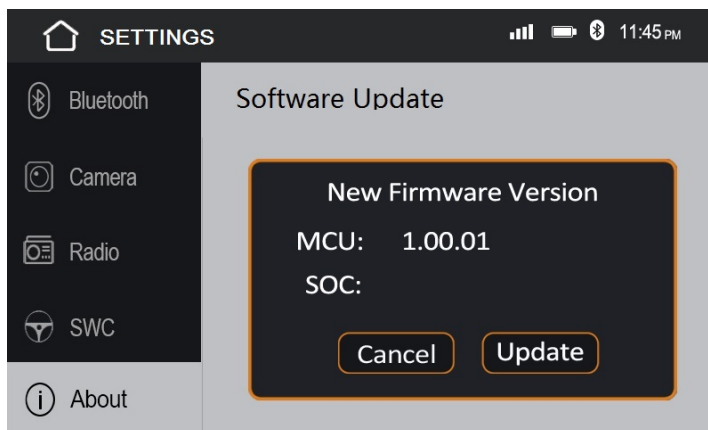 SETTINGS 11:45 PM
Bluetooth
Camera
Radio
SWC
About
Software Update
New Firmware Version
MCU: 1.00.01
SOC:
Cancel Update